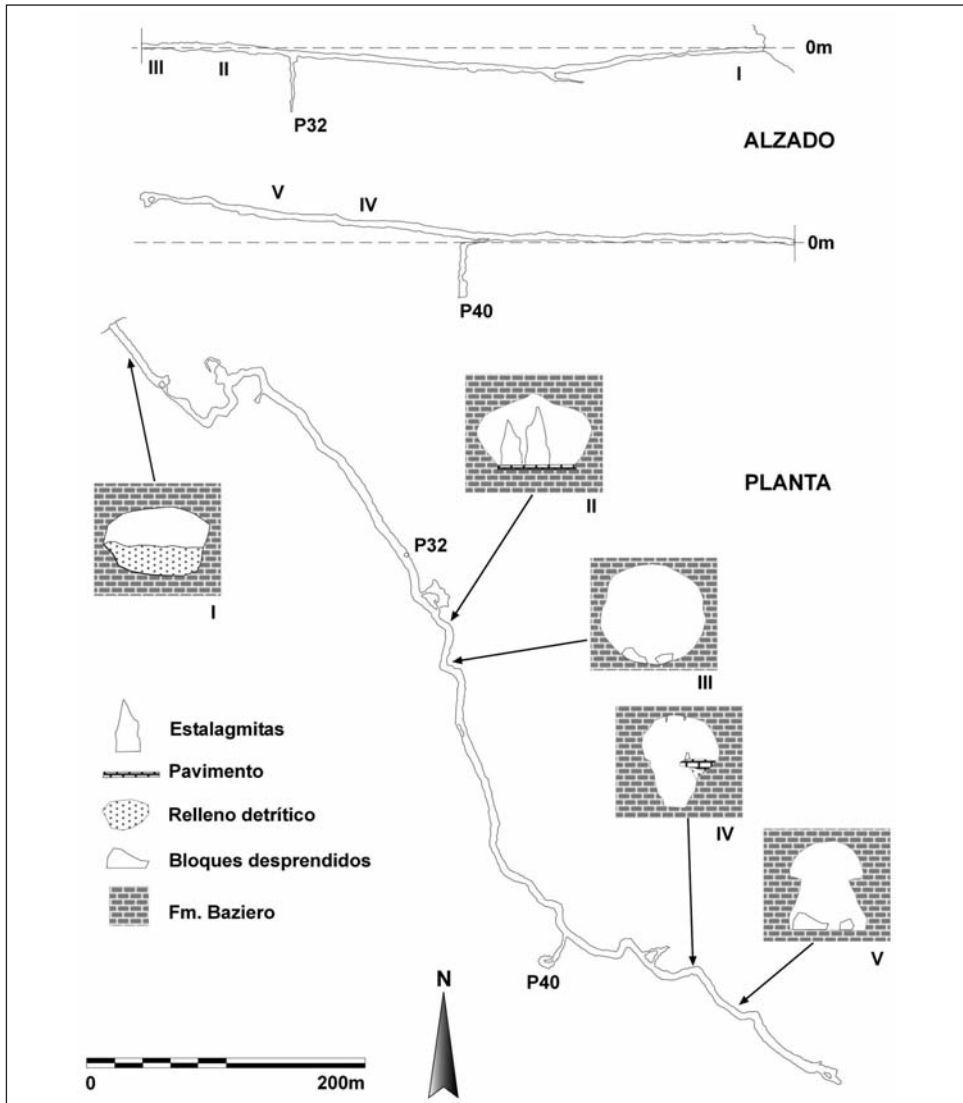 0m
III
II
I
P32
ALZADO
V
IV
0m
P40
II
PLANTA
I
P32
III
Estalagmitas
Pavimento
Relleno detrítico
Bloques desprendidos
Fm. Baziero
IV
V
P40
N
0
200m